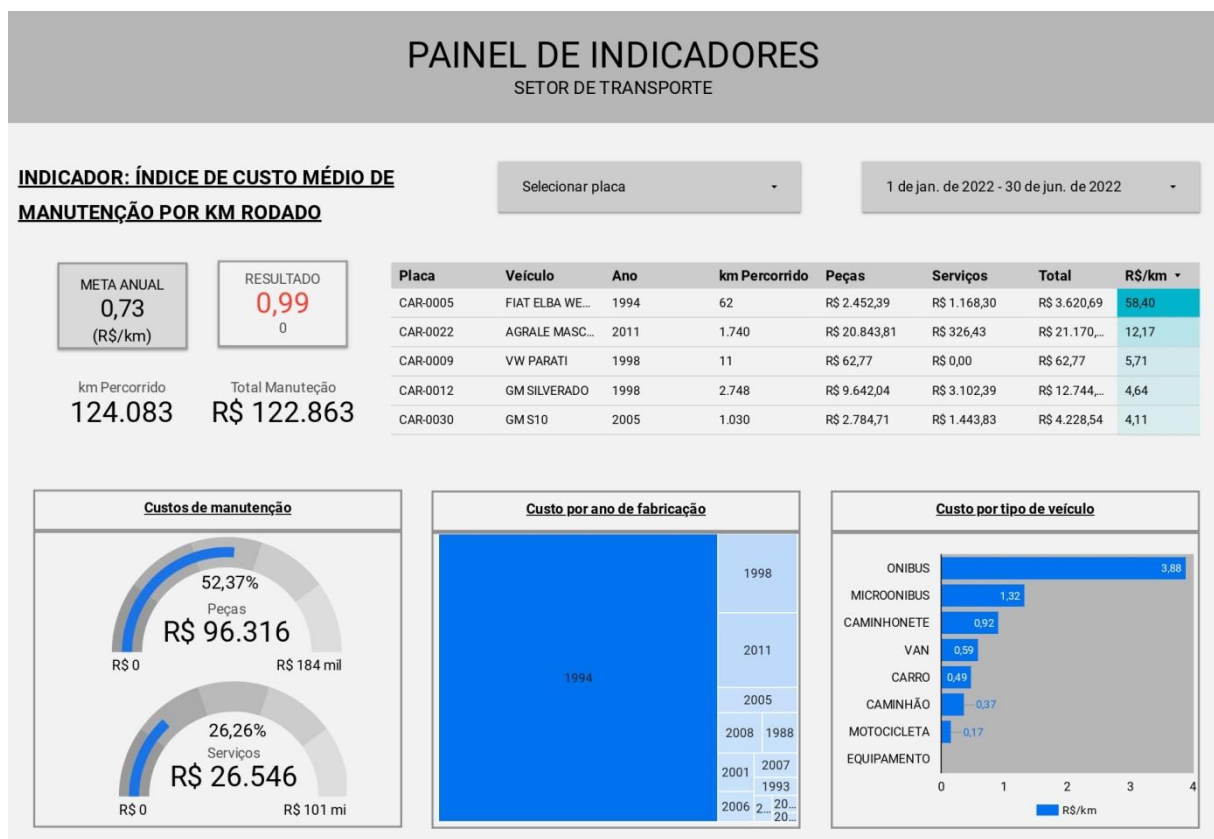 PAINEL DE INDICADORES
SETOR DE TRANSPORTE
INDICADOR: ÍNDICE DE CUSTO MÉDIO DE
MANUTENÇÃO POR KM RODADO
Selecionar placa
1 de jan. de 2022 - 30 de jun. de 2022
META ANUAL
0,73
(R$/km)
RESULTADO
0,99
0
km Percorrido
124.083
Total Manuteção
R$ 122.863
Placa Veículo Ano km Percorrido Peças Serviços Total R$/km
CAR-0005 FIAT ELBA WE... 1994 62 R$ 2.452,39 R$ 1.168,30 R$ 3.620,69 58,40
CAR-0022 AGRALE MASC... 2011 1.740 R$ 20.843,81 R$ 326,43 R$ 21.170,... 12,17
CAR-0009 VW PARATI 1998 11 R$ 62,77 R$ 0,00 R$ 62,77 5,71
CAR-0012 GM SILVERADO 1998 2.748 R$ 9.642,04 R$ 3.102,39 R$ 12.744,... 4,64
CAR-0030 GM S10 2005 1.030 R$ 2.784,71 R$ 1.443,83 R$ 4.228,54 4,11
Custos de manutenção
52,37%
Peças
R$ 96.316
R$ 0 R$ 184 mil
26,26%
Serviços
R$ 26.546
R$ 0 R$ 101 mi
Custo por ano de fabricação
1994
1998
2011
2005
2008 1988
2001 2007
1993
2006 2... 20...
20...
Custo por tipo de veículo
ONIBUS 3,88
MICROONIBUS 1,32
CAMINHONETE 0,92
VAN 0,59
CARRO 0,49
CAMINHÃO 0,37
MOTOCICLETA 0,17
EQUIPAMENTO
0 1 2 3 4
R$/km